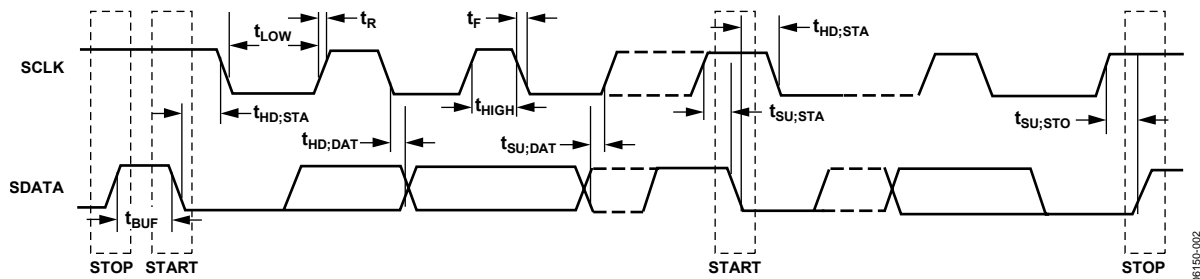 tLOW
tR
tF
tHD;STA
SCLK
tHD;STA
tHD;DAT
tHIGH
tSU;DAT
tSU;STA
tSU;STO
SDATA
tBUF
STOP
START
START
STOP
06150-002